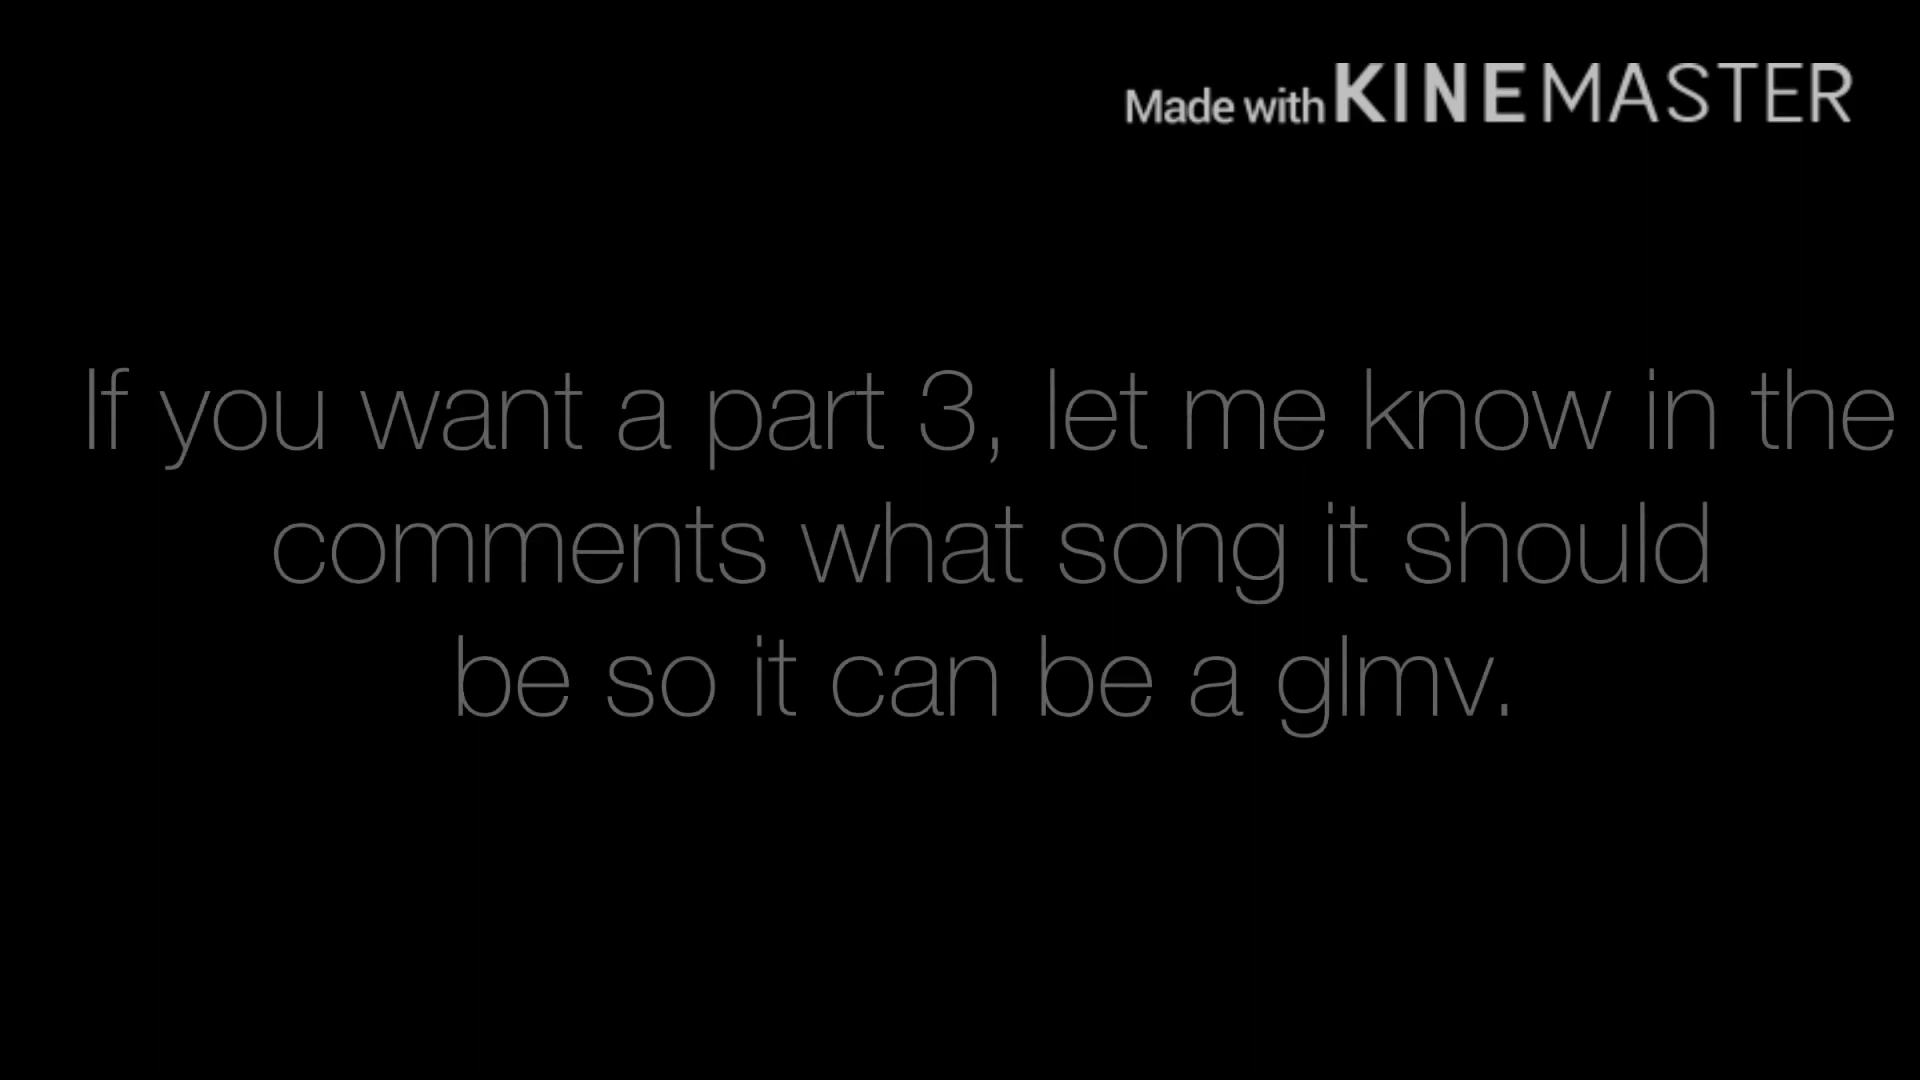 Made with KINEMASTER
If you want a part 3, let me know in the
comments what song it should
be so it can be a glmv.